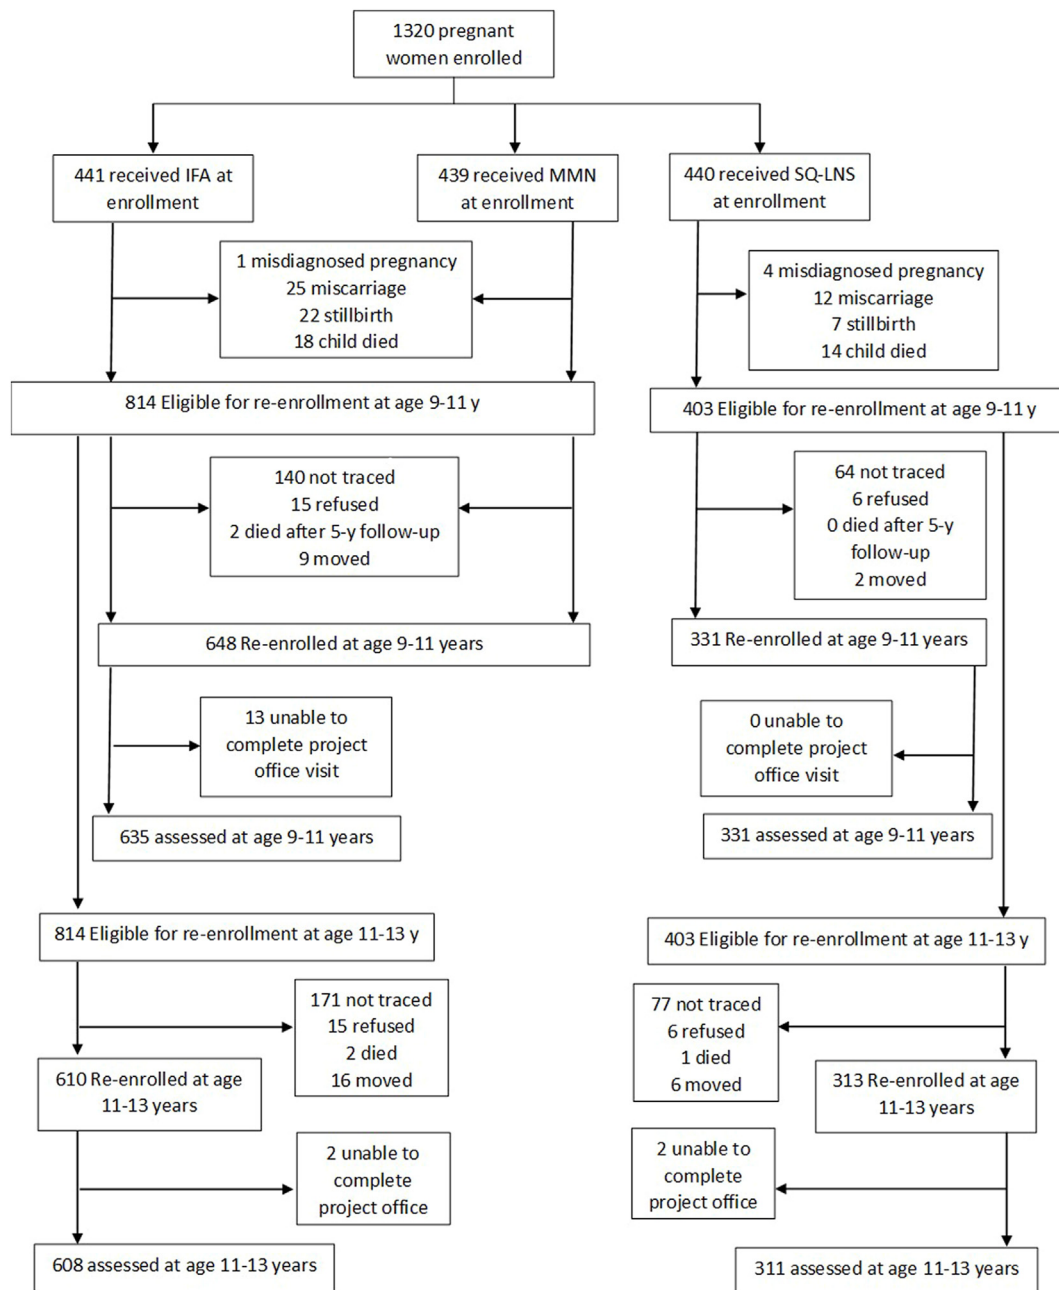 1320 pregnant
women enrolled
441 received IFA at
enrollment
439 received MMN
at enrollment
440 received SQ-LNS
at enrollment
1 misdiagnosed pregnancy
25 miscarriage
22 stillbirth
18 child died
4 misdiagnosed pregnancy
12 miscarriage
7 stillbirth
14 child died
814 Eligible for re-enrollment at age 9-11 y
403 Eligible for re-enrollment at age 9-11 y
140 not traced
15 refused
2 died after 5-y follow-up
9 moved
64 not traced
6 refused
0 died after 5-y
follow-up
2 moved
648 Re-enrolled at age 9-11 years
331 Re-enrolled at age 9-11 years
13 unable to
complete project
office visit
0 unable to
complete project
office visit
635 assessed at age 9-11 years
331 assessed at age 9-11 years
814 Eligible for re-enrollment at age 11-13 y
403 Eligible for re-enrollment at age 11-13 y
171 not traced
15 refused
2 died
16 moved
77 not traced
6 refused
1 died
6 moved
610 Re-enrolled at age
11-13 years
313 Re-enrolled at age
11-13 years
2 unable to
complete
project office
2 unable to
complete
project office
608 assessed at age 11-13 years
311 assessed at age 11-13 years